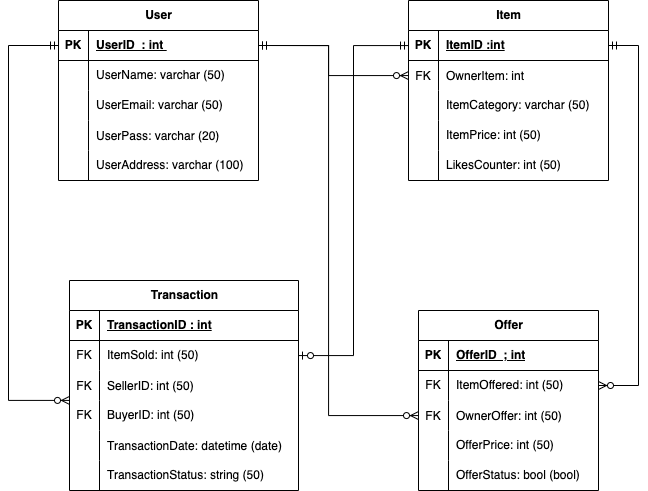 User
PK UserID : int
UserName: varchar (50)
UserEmail: varchar (50)
UserPass: varchar (20)
UserAddress: varchar (100)
Item
PK ItemID :int
FK OwnerItem: int
ItemCategory: varchar (50)
ItemPrice: int (50)
LikesCounter: int (50)
Transaction
PK TransactionID : int
FK ItemSold: int (50)
FK SellerID: int (50)
FK BuyerID: int (50)
TransactionDate: datetime (date)
TransactionStatus: string (50)
Offer
PK OfferID ; int
FK ItemOffered: int (50)
FK OwnerOffer: int (50)
OfferPrice: int (50)
OfferStatus: bool (bool)